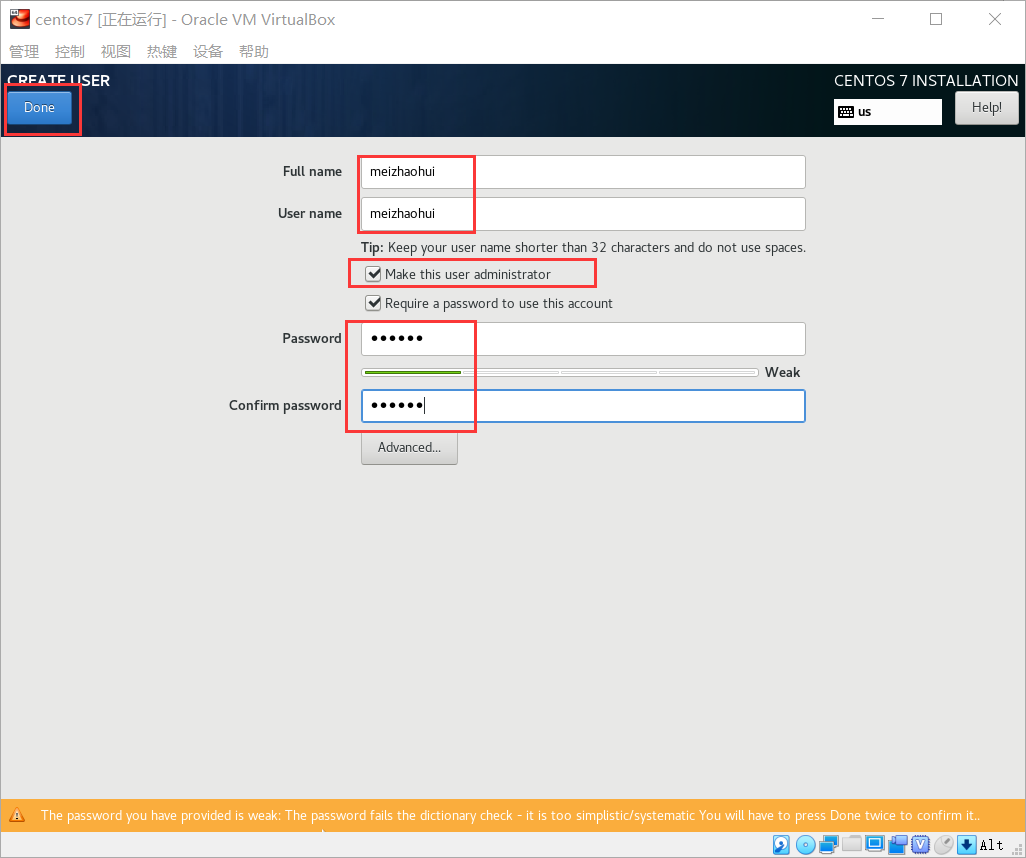 centos7 [正在运行] - Oracle VM VirtualBox
管理 控制 视图 热键 设备 帮助
CREATE USER
CENTOS 7 INSTALLATION
Done
us
Help!
Full name
meizhaohui
User name
meizhaohui
Tip: Keep your user name shorter than 32 characters and do not use spaces.
Make this user administrator
Require a password to use this account
Password
••••••
Weak
Confirm password
••••••
Advanced...
The password you have provided is weak: The password fails the dictionary check - it is too simplistic/systematic You will have to press Done twice to confirm it..
Alt